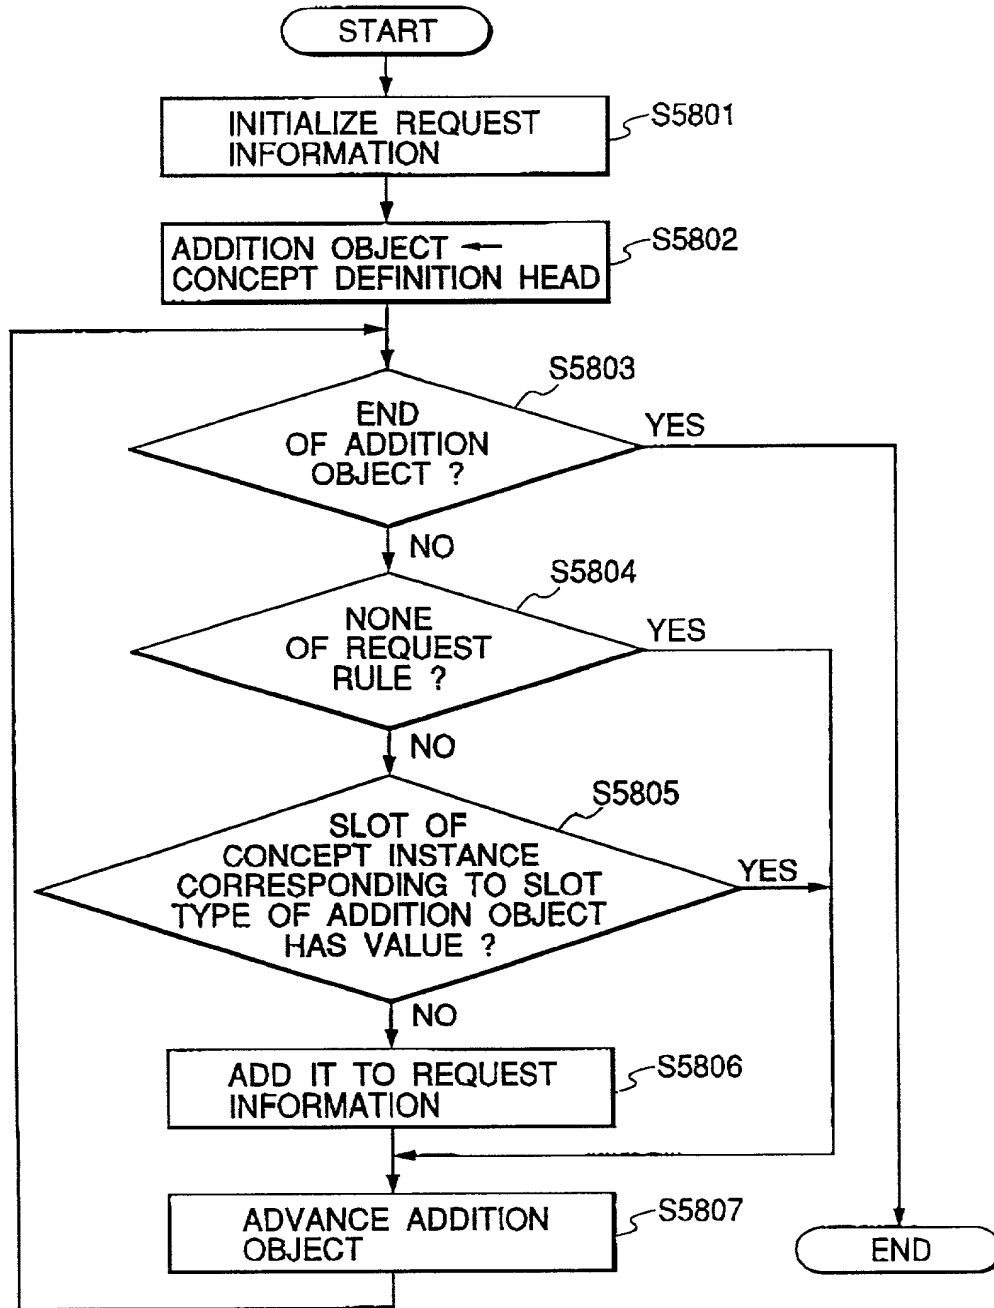 START
INITIALIZE REQUEST
INFORMATION
S5801
ADDITION OBJECT ←
CONCEPT DEFINITION HEAD
S5802
S5803
END
OF ADDITION
OBJECT ?
YES
NO
S5804
NONE
OF REQUEST
RULE ?
YES
NO
S5805
SLOT OF
CONCEPT INSTANCE
CORRESPONDING TO SLOT
TYPE OF ADDITION OBJECT
HAS VALUE ?
YES
NO
ADD IT TO REQUEST
INFORMATION
S5806
ADVANCE ADDITION
OBJECT
S5807
END